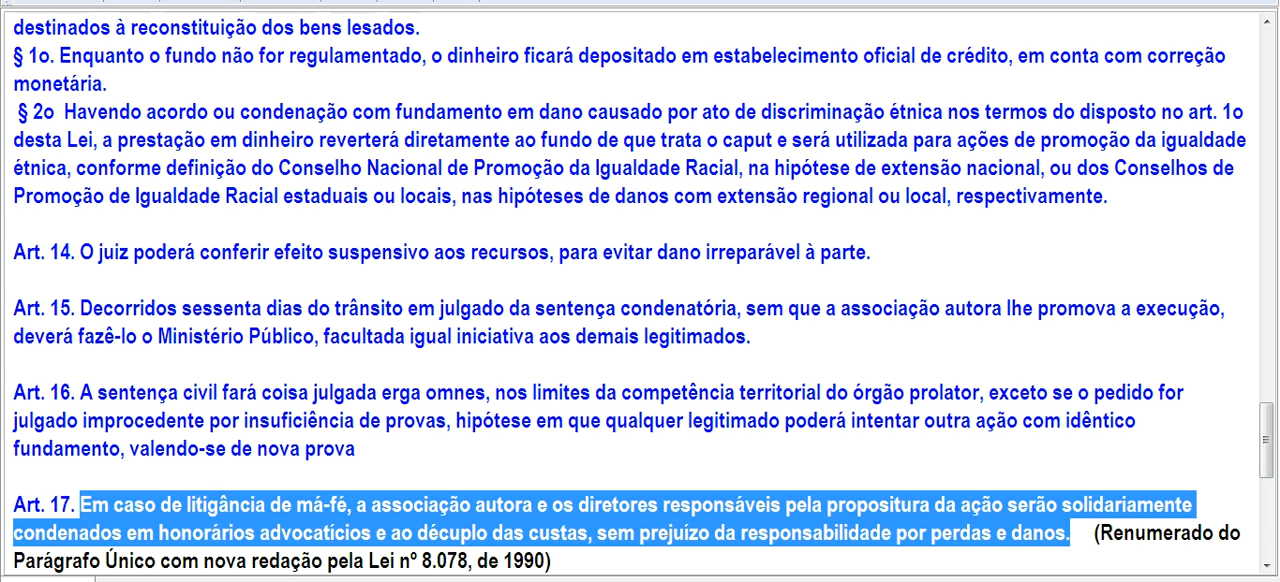 destinados à reconstituição dos bens lesados.
§ 1o. Enquanto o fundo não for regulamentado, o dinheiro ficará depositado em estabelecimento oficial de crédito, em conta com correção
monetária.
§ 2o  Havendo acordo ou condenação com fundamento em dano causado por ato de discriminação étnica nos termos do disposto no art. 1o
desta Lei, a prestação em dinheiro reverterá diretamente ao fundo de que trata o caput e será utilizada para ações de promoção da igualdade
étnica, conforme definição do Conselho Nacional de Promoção da Igualdade Racial, na hipótese de extensão nacional, ou dos Conselhos de
Promoção de Igualdade Racial estaduais ou locais, nas hipóteses de danos com extensão regional ou local, respectivamente.
Art. 14. O juiz poderá conferir efeito suspensivo aos recursos, para evitar dano irreparável à parte.
Art. 15. Decorridos sessenta dias do trânsito em julgado da sentença condenatória, sem que a associação autora lhe promova a execução,
deverá fazê-lo o Ministério Público, facultada igual iniciativa aos demais legitimados.
Art. 16. A sentença civil fará coisa julgada erga omnes, nos limites da competência territorial do órgão prolator, exceto se o pedido for
julgado improcedente por insuficiência de provas, hipótese em que qualquer legitimado poderá intentar outra ação com idêntico
fundamento, valendo-se de nova prova
Art. 17. Em caso de litigância de má-fé, a associação autora e os diretores responsáveis pela propositura da ação serão solidariamente
condenados em honorários advocatícios e ao décuplo das custas, sem prejuízo da responsabilidade por perdas e danos. (Renumerado do
Parágrafo Único com nova redação pela Lei nº 8.078, de 1990)